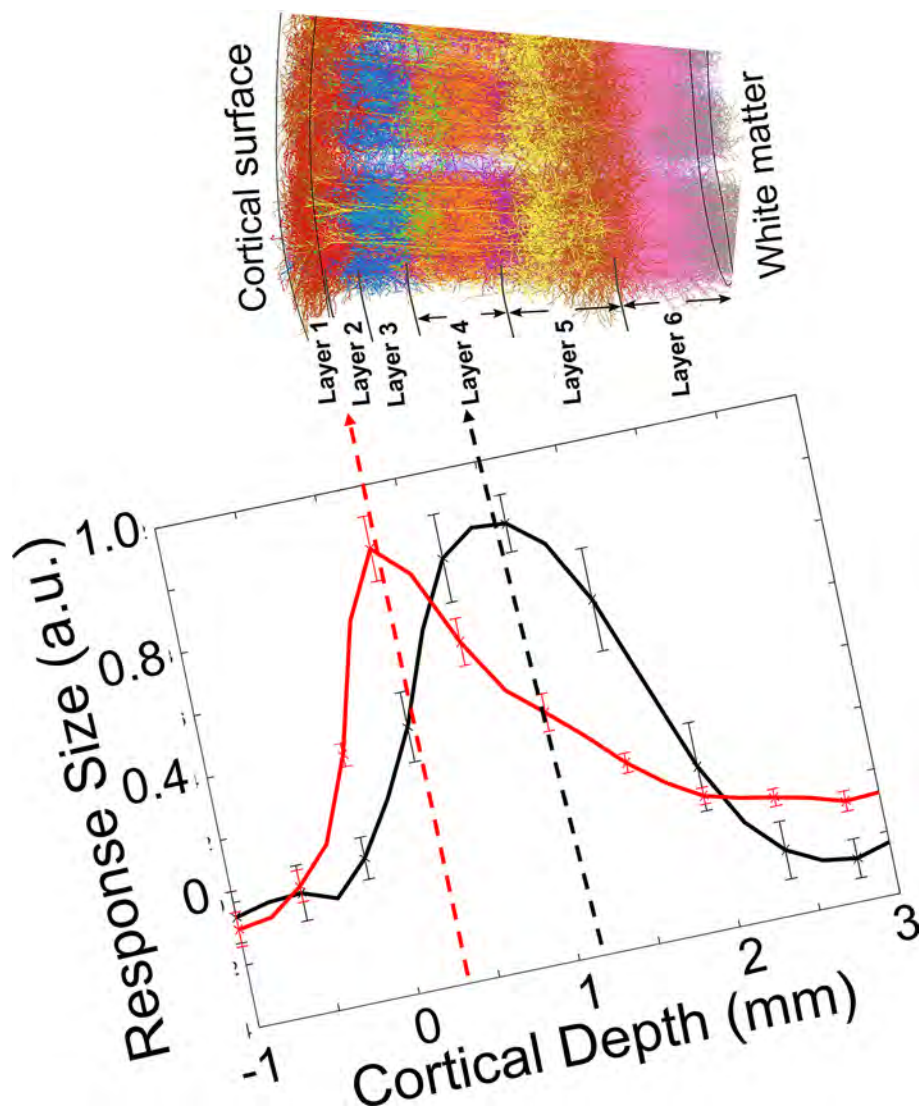 Cortical surface
White matter
Layer 1
Layer 2
Layer 3
Layer 4
Layer 5
Layer 6
Response Size (a.u.)
1.0
0.8
0.4
0
-1
0
1
2
3
Cortical Depth (mm)